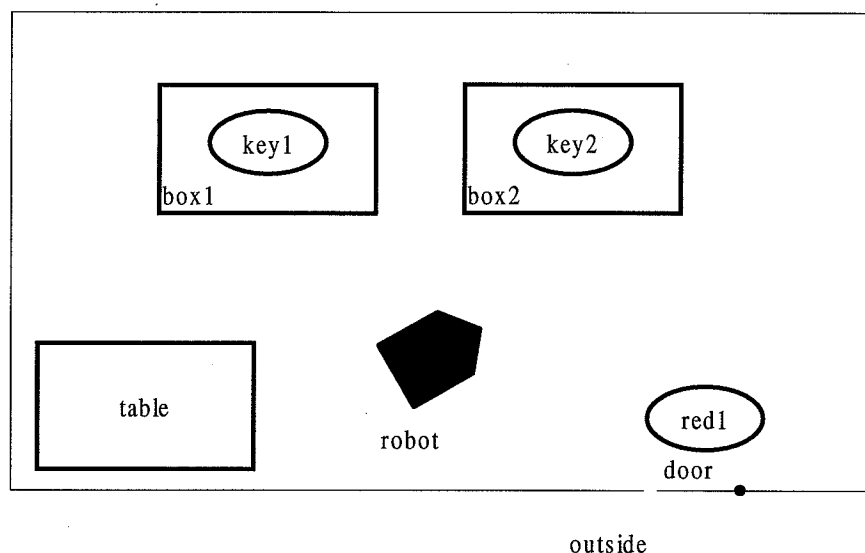 key1
key2
box1
box2
table
robot
red1
door
outside